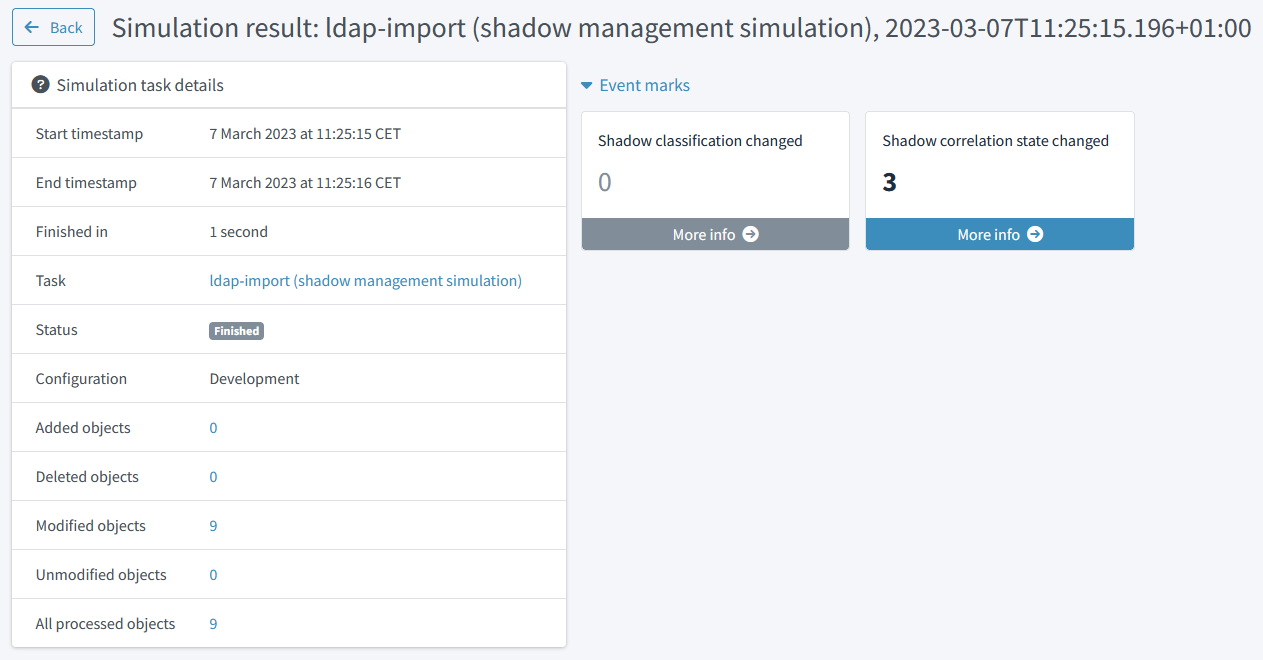 Back
Simulation result: ldap-import (shadow management simulation), 2023-03-07T11:25:15.196+01:00
Simulation task details
Start timestamp 7 March 2023 at 11:25:15 CET
End timestamp 7 March 2023 at 11:25:16 CET
Finished in 1 second
Task ldap-import (shadow management simulation)
Status Finished
Configuration Development
Added objects 0
Deleted objects 0
Modified objects 9
Unmodified objects 0
All processed objects 9
Event marks
Shadow classification changed
0
More info
Shadow correlation state changed
3
More info